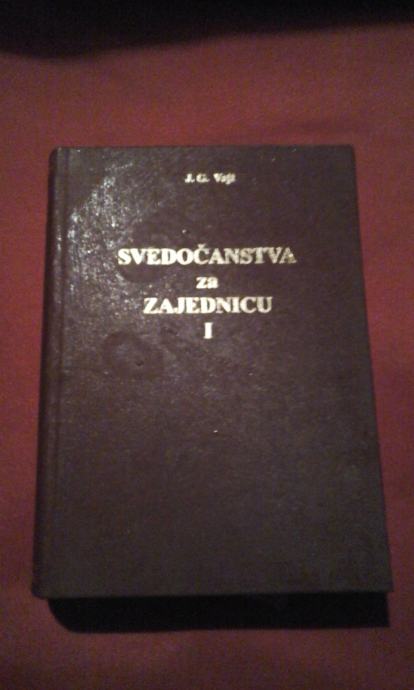 J. G. Vajt
SVEDOČANSTVA
za
ZAJEDNICU
I